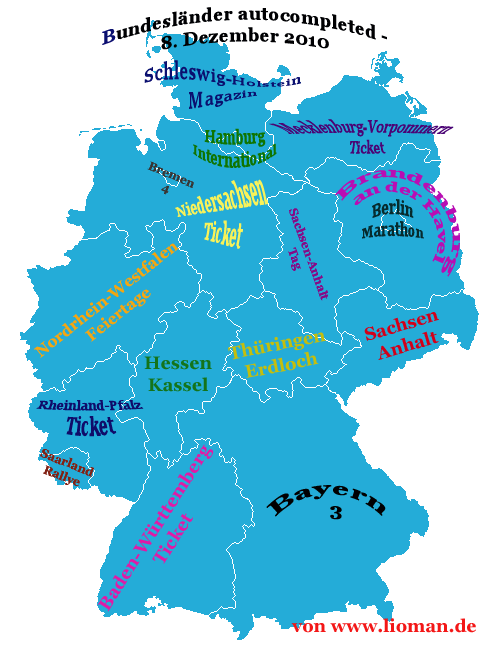 Bundesländer autocompleted -
8. Dezember 2010
Schleswig-Holstein
Magazin
Mecklenburg-Vorpommern
Ticket
Hamburg
International
Bremen
4
Niedersachsen
Ticket
Brandenburg
an der Havel
Berlin
Marathon
Sachsen-Anhalt
Tag
Nordrhein-Westfalen
Feiertage
Sachsen
Anhalt
Thüringen
Erdloch
Hessen
Kassel
Rheinland-Pfalz
Ticket
Saarland
Rallye
Baden-Württemberg
Ticket
Bayern
3
von www.lioman.de